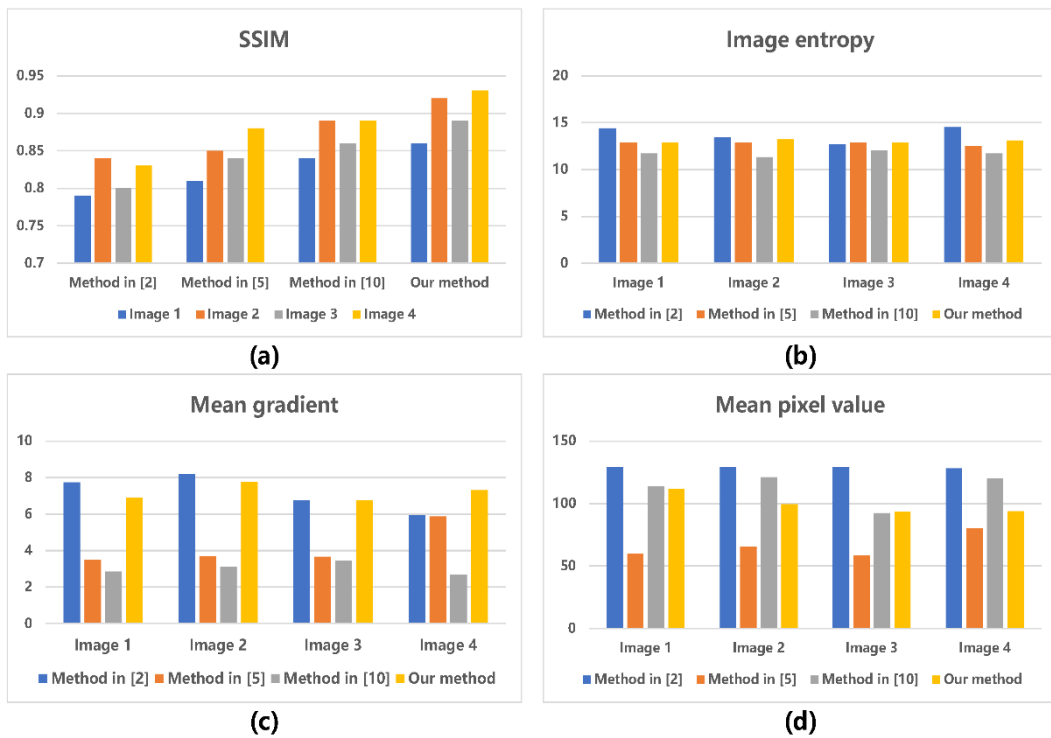 SSIM
0.95
0.9
0.85
0.8
0.75
0.7
Method in [2] Method in [5] Method in [10] Our method
Image 1 Image 2 Image 3 Image 4
(a)
Image entropy
20
15
10
5
0
Image 1 Image 2 Image 3 Image 4
Method in [2] Method in [5] Method in [10] Our method
(b)
Mean gradient
10
8
6
4
2
0
Image 1 Image 2 Image 3 Image 4
Method in [2] Method in [5] Method in [10] Our method
(c)
Mean pixel value
150
100
50
0
Image 1 Image 2 Image 3 Image 4
Method in [2] Method in [5] Method in [10] Our method
(d)